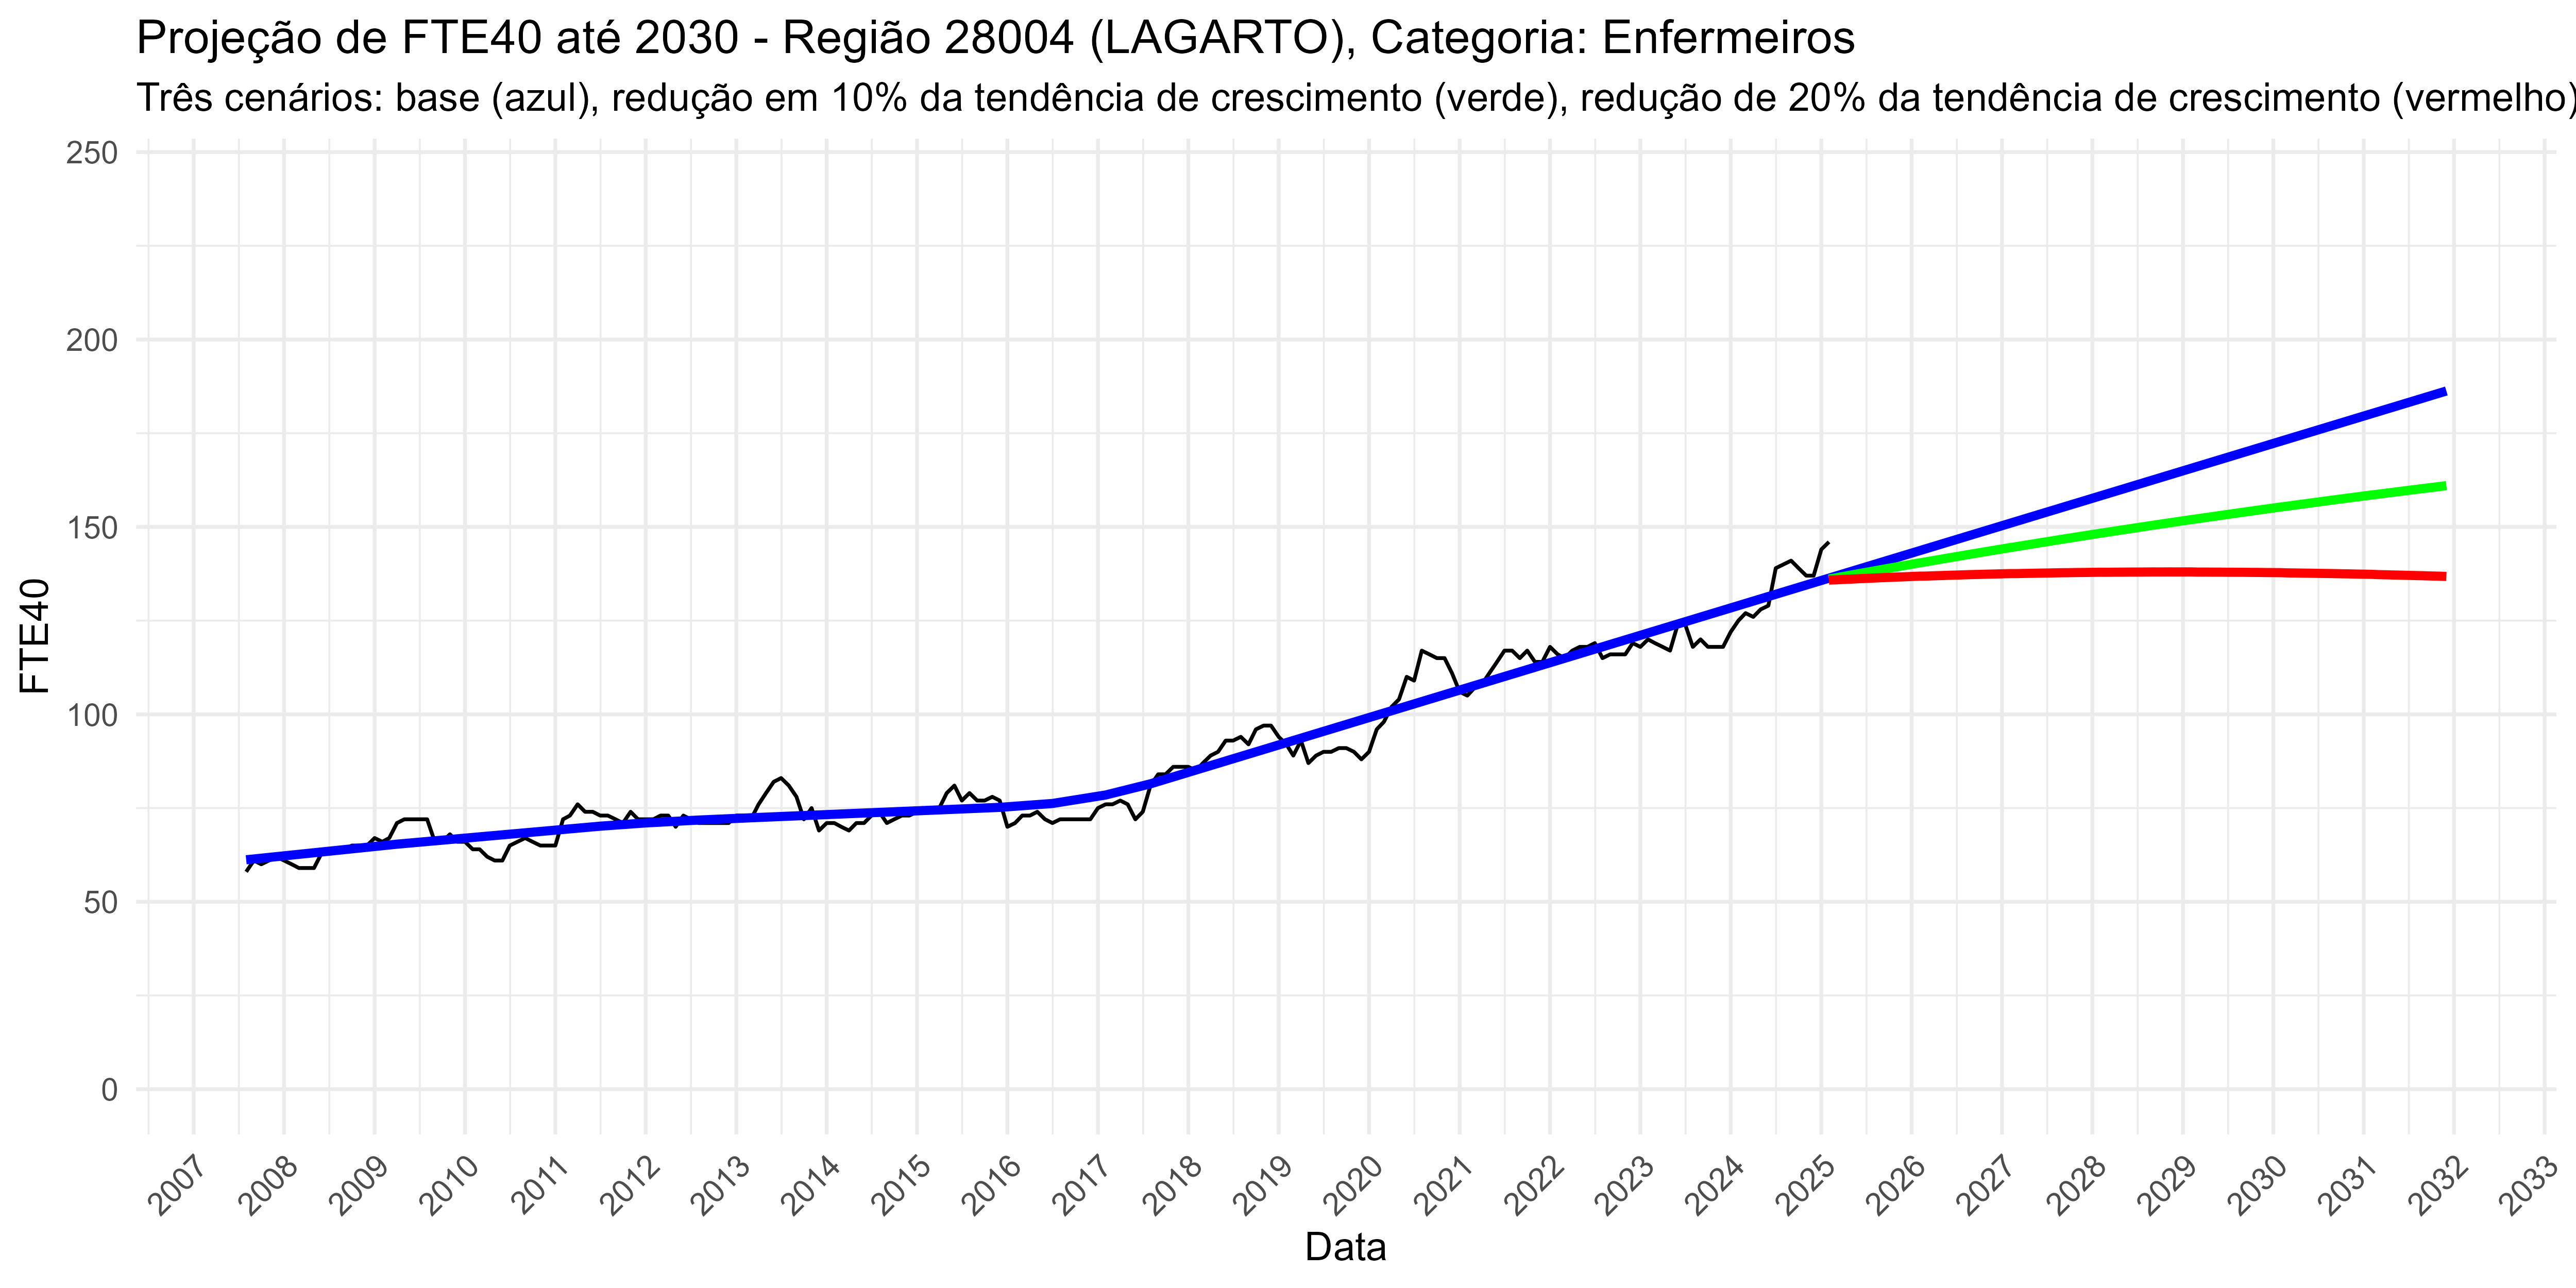 Projeção de FTE40 até 2030 - Região 28004 (LAGARTO), Categoria: Enfermeiros
Três cenários: base (azul), redução em 10% da tendência de crescimento (verde), redução de 20% da tendência de crescimento (vermelho)
250
200
150
100
50
0
FTE40
2007 2008 2009 2010 2011 2012 2013 2014 2015 2016 2017 2018 2019 2020 2021 2022 2023 2024 2025 2026 2027 2028 2029 2030 2031 2032 2033
Data